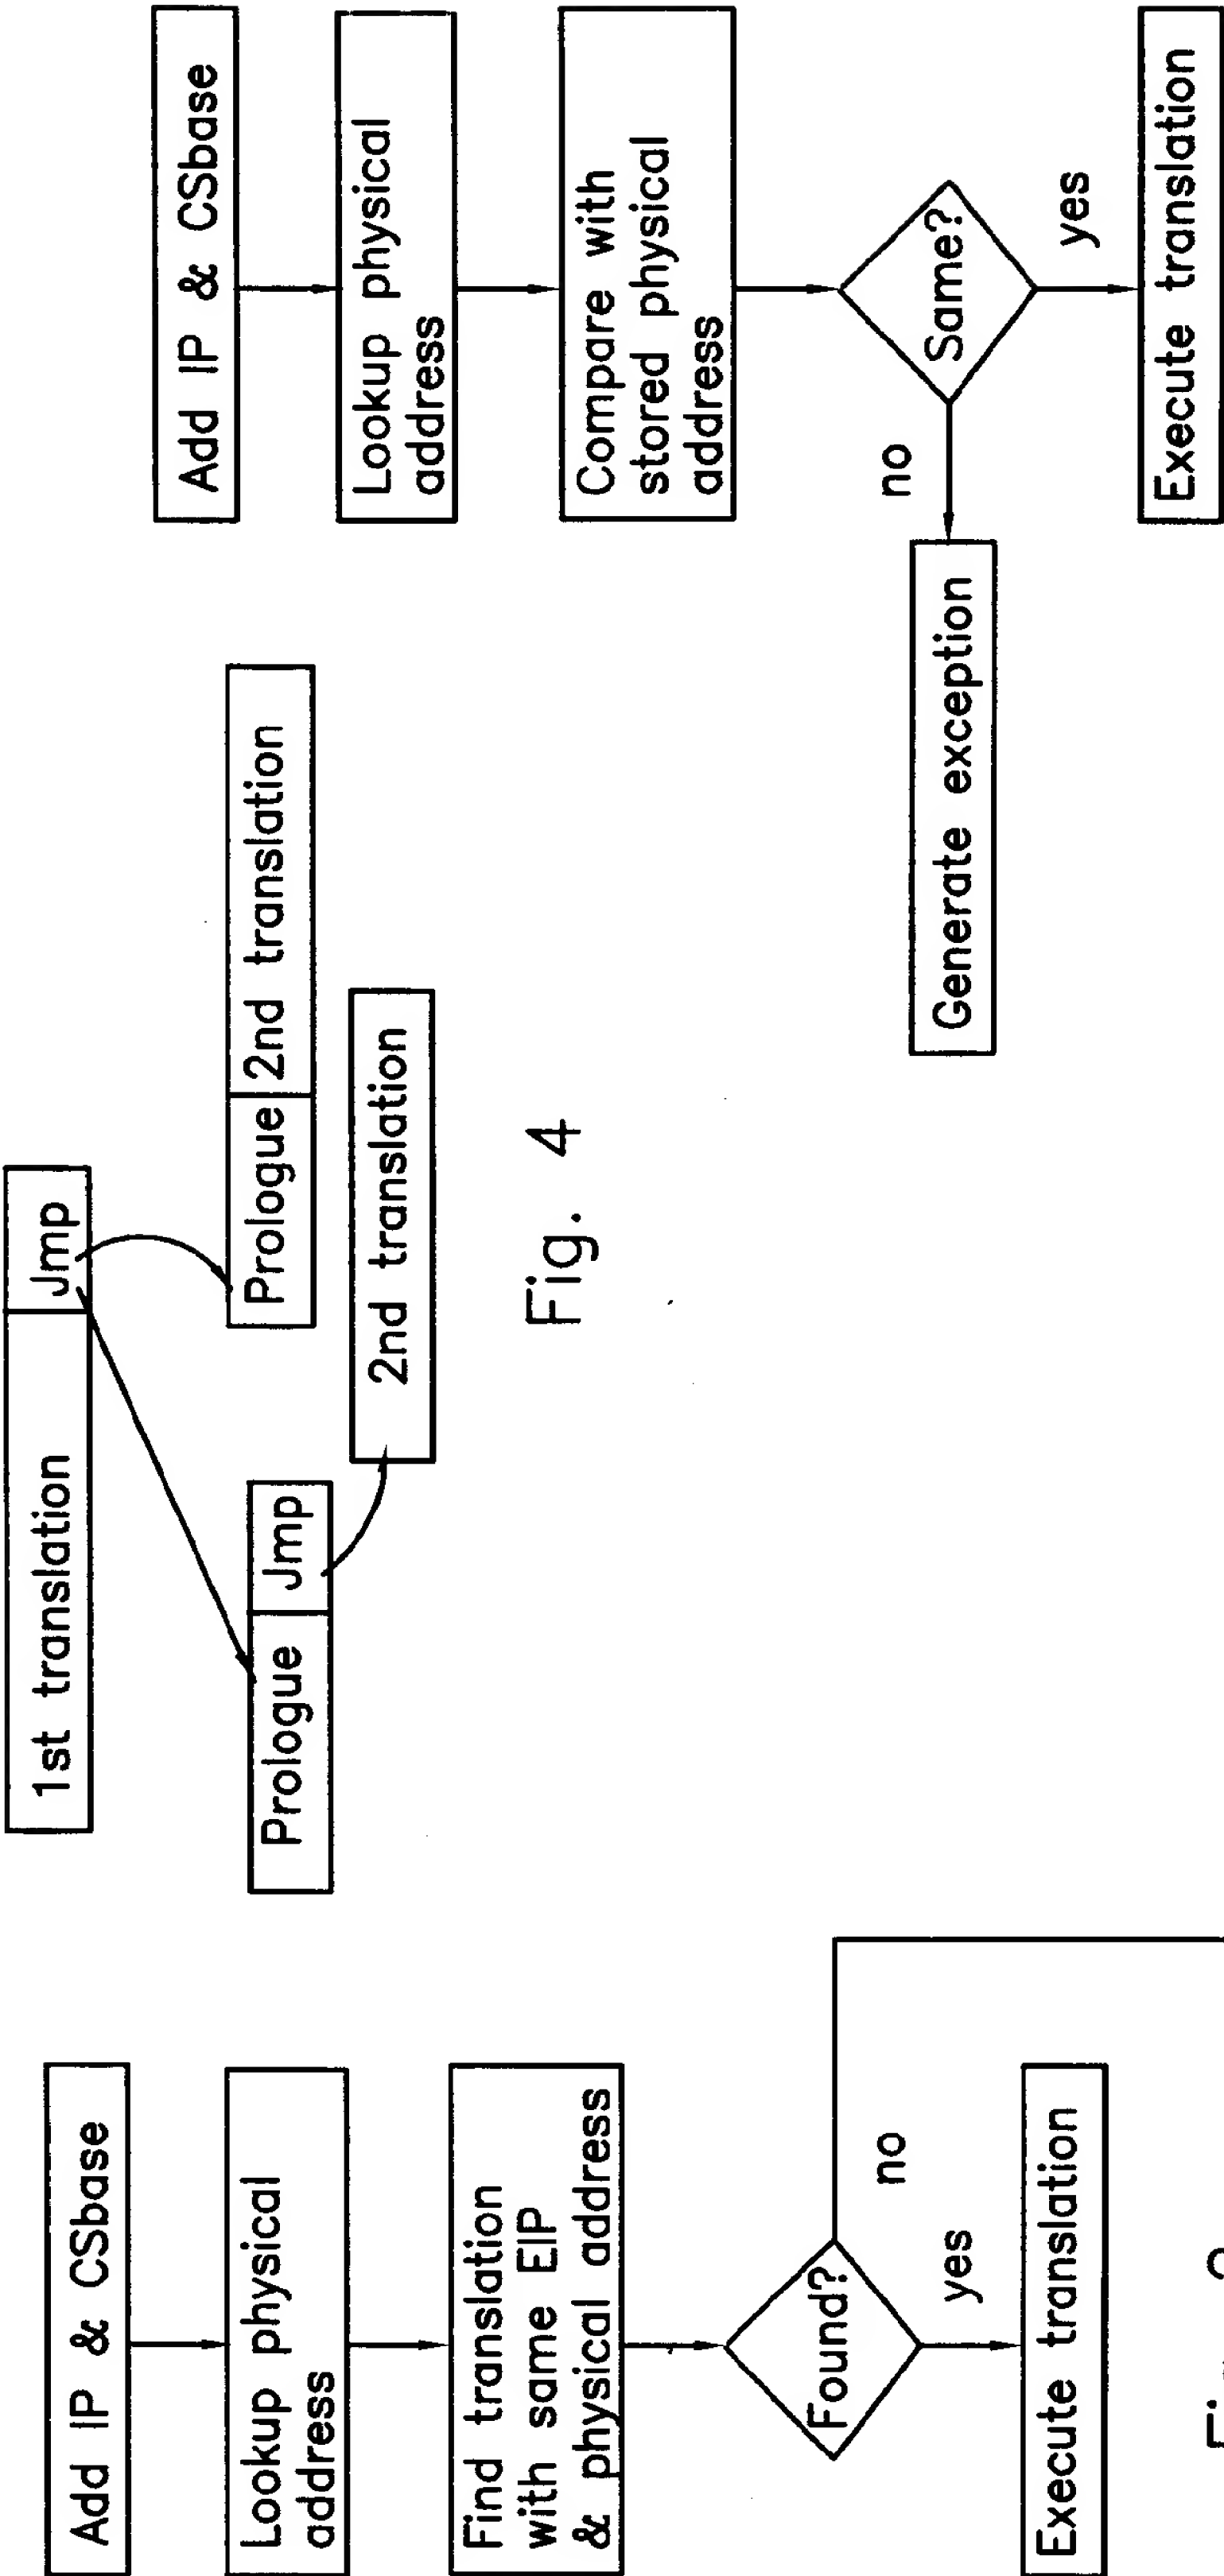 Add IP & CSbase
Lookup physical
address
Find translation
with same EIP
& physical address
Found?
no
yes
Execute translation
1st translation
Jmp
Prologue
Jmp
Prologue
2nd translation
2nd translation
Fig. 4
Add IP & CSbase
Lookup physical
address
Compare with
stored physical
address
Same?
no
yes
Generate exception
Execute translation